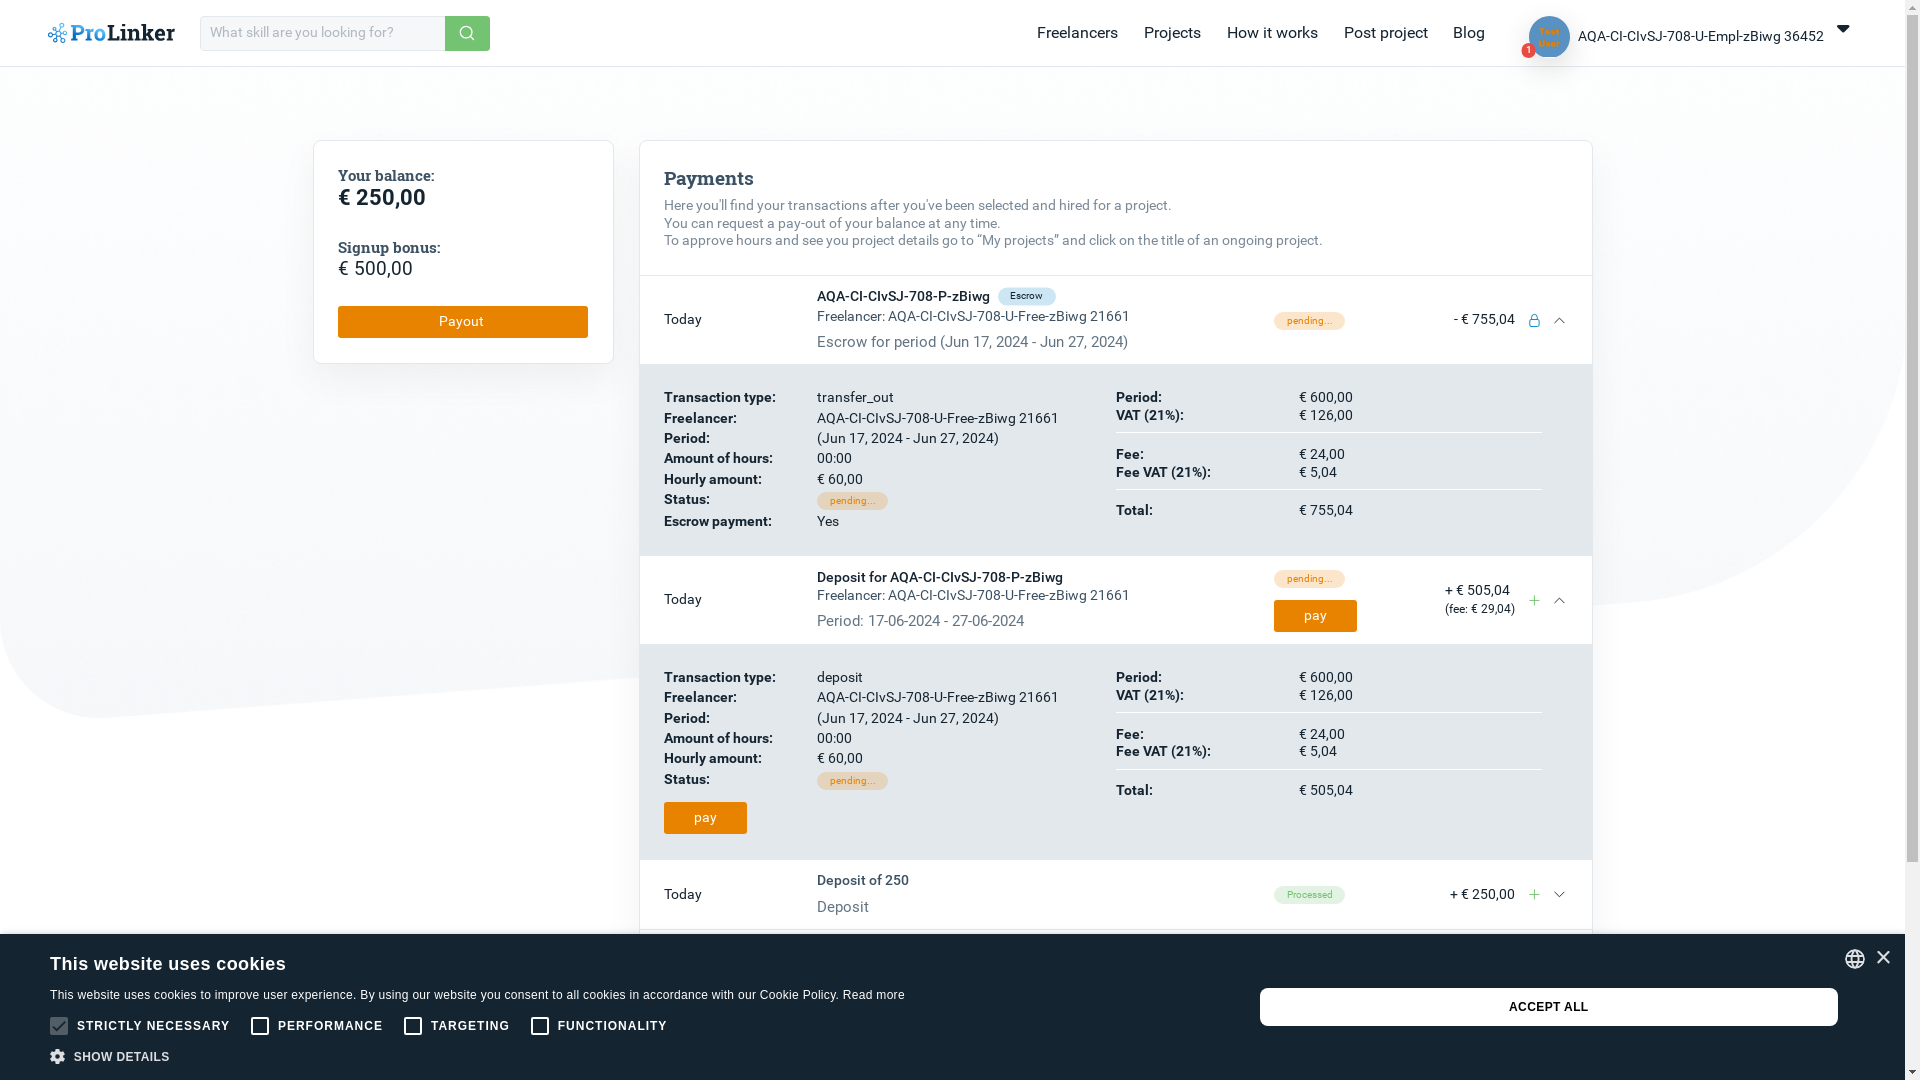 ProLinker
What skill are you looking for?
Freelancers
Projects
How it works
Post project
Blog
Test
User
1
AQA-CI-CIvSJ-708-U-Empl-zBiwg 36452
Your balance:
€ 250,00
Signup bonus:
€ 500,00
Payout
Payments
Here you'll find your transactions after you've been selected and hired for a project.
You can request a pay-out of your balance at any time.
To approve hours and see you project details go to “My projects” and click on the title of an ongoing project.
Today
AQA-CI-CIvSJ-708-P-zBiwg Escrow
Freelancer: AQA-CI-CIvSJ-708-U-Free-zBiwg 21661
Escrow for period (Jun 17, 2024 - Jun 27, 2024)
pending...
- € 755,04
Transaction type: transfer_out
Freelancer: AQA-CI-CIvSJ-708-U-Free-zBiwg 21661
Period: (Jun 17, 2024 - Jun 27, 2024)
Amount of hours: 00:00
Hourly amount: € 60,00
Status: pending...
Escrow payment: Yes
Period: € 600,00
VAT (21%): € 126,00
Fee: € 24,00
Fee VAT (21%): € 5,04
Total: € 755,04
Today
Deposit for AQA-CI-CIvSJ-708-P-zBiwg
Freelancer: AQA-CI-CIvSJ-708-U-Free-zBiwg 21661
Period: 17-06-2024 - 27-06-2024
pending...
pay
+ € 505,04
(fee: € 29,04)
Transaction type: deposit
Freelancer: AQA-CI-CIvSJ-708-U-Free-zBiwg 21661
Period: (Jun 17, 2024 - Jun 27, 2024)
Amount of hours: 00:00
Hourly amount: € 60,00
Status: pending...
pay
Period: € 600,00
VAT (21%): € 126,00
Fee: € 24,00
Fee VAT (21%): € 5,04
Total: € 505,04
Today
Deposit of 250
Deposit
Processed
+ € 250,00
This website uses cookies
This website uses cookies to improve user experience. By using our website you consent to all cookies in accordance with our Cookie Policy. Read more
STRICTLY NECESSARY
PERFORMANCE
TARGETING
FUNCTIONALITY
SHOW DETAILS
ACCEPT ALL